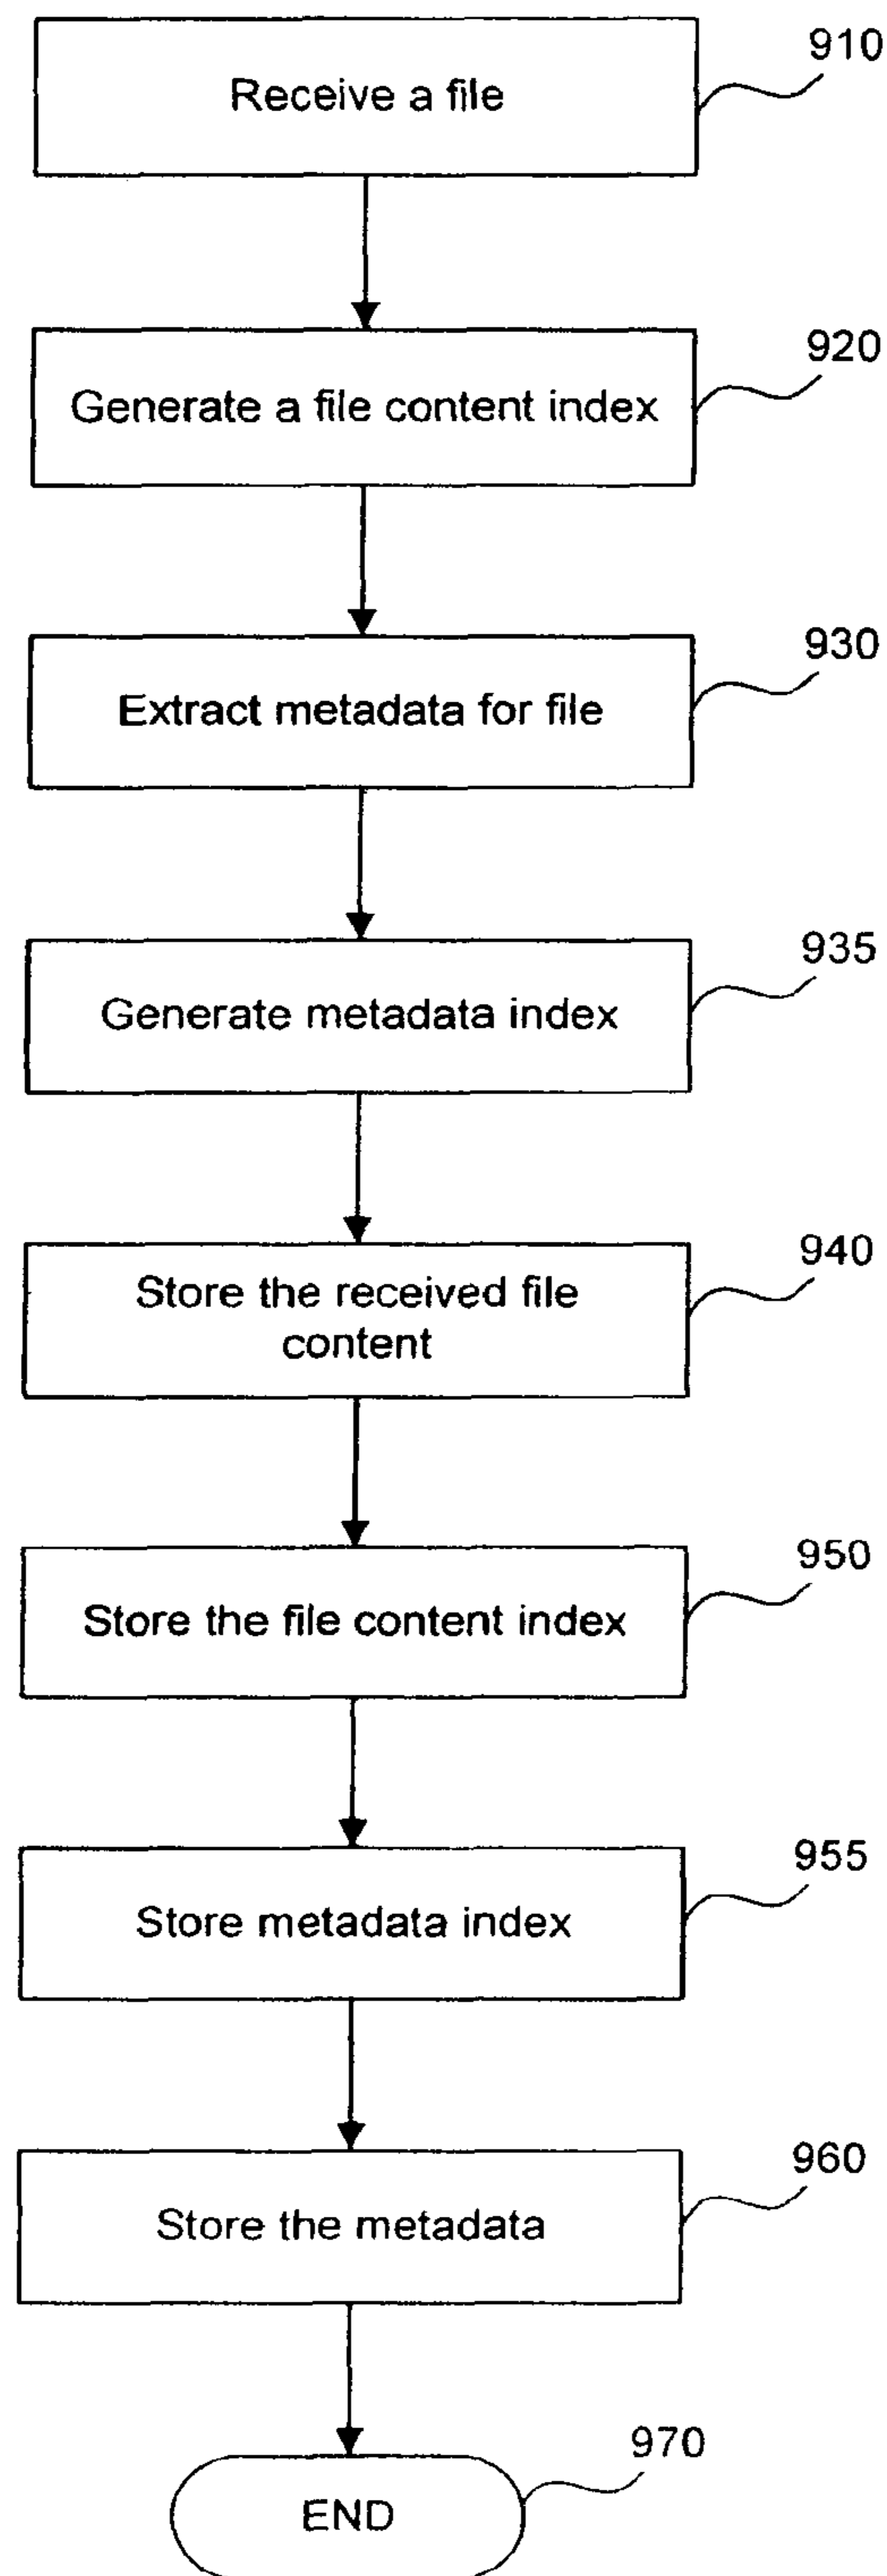 910
Receive a file
920
Generate a file content index
930
Extract metadata for file
935
Generate metadata index
940
Store the received file
content
950
Store the file content index
955
Store metadata index
960
Store the metadata
970
END